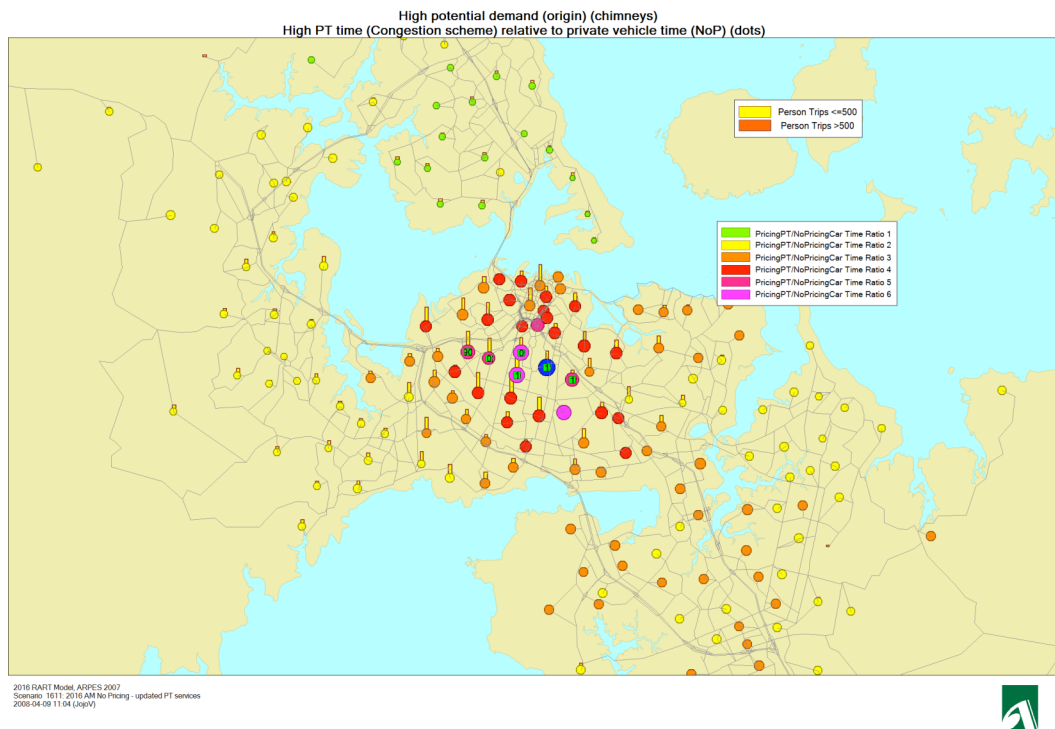 High potential demand (origin) (chimneys)
High PT time (Congestion scheme) relative to private vehicle time (NoP) (dots)
Person Trips <=500
Person Trips >500
PricingPT/NoPricingCar Time Ratio 1
PricingPT/NoPricingCar Time Ratio 2
PricingPT/NoPricingCar Time Ratio 3
PricingPT/NoPricingCar Time Ratio 4
PricingPT/NoPricingCar Time Ratio 5
PricingPT/NoPricingCar Time Ratio 6
2016 RART Model, ARPES 2007
Scenario 1611: 2016 AM No Pricing - updated PT services
2008-04-09 11:04 (JojoV)